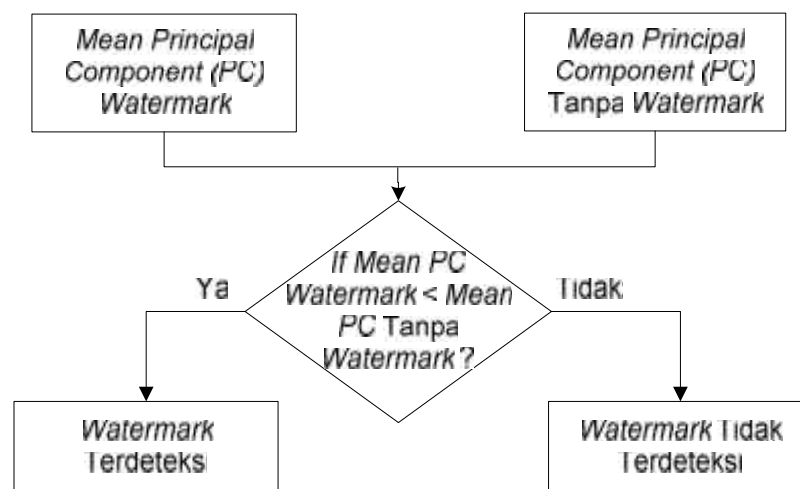 Mean Principal
Component (PC)
Watermark
Mean Principal
Component (PC)
Tanpa Watermark
If Mean PC
Watermark < Mean
PC Tanpa
Watermark?
Ya
Tidak
Watermark
Terdeteksi
Watermark Tidak
Terdeteksi